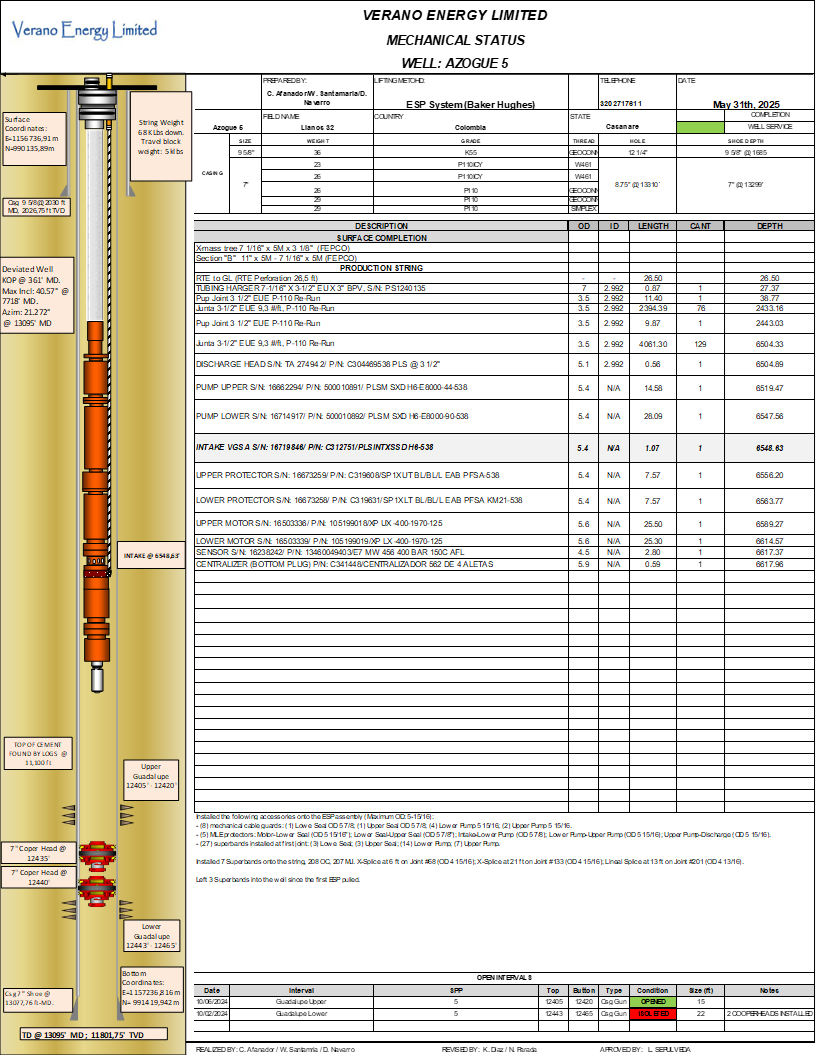 Verano Energy Limited
VERANO ENERGY LIMITED
MECHANICAL STATUS
WELL: AZOGUE 5
PREPARED BY:
C. Afanador/W. Santamaria/D. Navarro
LIFTING METOHD:
ESP System (Baker Hughes)
TELEPHONE
3202717611
DATE
May 31th, 2025
Azogue 5
FIELD NAME
Llanos 32
COUNTRY
Colombia
STATE
Casanare
COMPLETION
WELL SERVICE
CASING
SIZE WEIGHT GRADE THREAD HOLE SHOE DEPTH
9 5/8" 36 K55 GEOCONN 12 1/4" 9 5/8" @ 1685
7" 8.75" @ 13310' 7" @ 13299'
23 P110ICY W461
26 P110ICY W461
26 P110 GEOCONN
29 P110 GEOCONN
29 P110 SIMPLEX
DESCRIPTION OD ID LENGTH CANT DEPTH
SURFACE COMPLETION
X-mass tree 7 1/16" x 5M x 3 1/8" (FEPCO)
Section "B" 11" x 5M - 7 1/16" x 5M (FEPCO)
PRODUCTION STRING
RTE to GL (RTE Perforation 26,5 ft) - - 26.50 26.50
TUBING HARGER 7-1/16" X 3-1/2" EU X 3" BPV, S/N: PS1240135 7 2.992 0.87 1 27.37
Pup Joint 3 1/2" EUE P-110 Re-Run 3.5 2.992 11.40 1 38.77
Junta 3-1/2" EUE 9,3 #/ft, P-110 Re-Run 3.5 2.992 2394.39 76 2433.16
Pup Joint 3 1/2" EUE P-110 Re-Run 3.5 2.992 9.87 1 2443.03
Junta 3-1/2" EUE 9,3 #/ft, P-110 Re-Run 3.5 2.992 4061.30 129 6504.33
DISCHARGE HEAD S/N: TA 27494 2/ P/N: C304469538 PLS @ 3 1/2" 5.1 2.992 0.56 1 6504.89
PUMP UPPER S/N: 16662294/ P/N: 500010891/ PLSM SXD H6-E8000-44-538 5.4 N/A 14.58 1 6519.47
PUMP LOWER S/N: 16714917/ P/N: 500010892/ PLSM SXD H6-E8000-90-538 5.4 N/A 28.09 1 6547.56
INTAKE VGSA S/N: 16719846/ P/N: C312751/PLSINTXSSD H6-538 5.4 N/A 1.07 1 6548.63
UPPER PROTECTOR S/N: 16673259/ P/N: C319608/SP1XLIT BL/BL/L EAB PFSA-538 5.4 N/A 7.57 1 6556.20
LOWER PROTECTOR S/N: 16673258/ P/N: C319631/SP1XLT BL/BL/L EAB PFSA KM21-538 5.4 N/A 7.57 1 6563.77
UPPER MOTOR S/N: 16503336/ P/N: 105199018/XP UX -400-1970-125 5.6 N/A 25.50 1 6589.27
LOWER MOTOR S/N: 16503339/ P/N: 105199019/XP LX -400-1970-125 5.6 N/A 25.30 1 6614.57
SENSOR S/N: 16238242/ P/N: 13460049403/E7 MW 456 400 BAR 150C AFL 4.5 N/A 2.80 1 6617.37
CENTRALIZER (BOTTOM PLUG) P/N: C341448/CENTRALIZADOR 562 DE 4 ALETAS 5.9 N/A 0.59 1 6617.96
Surface Coordinates:
E=1156736,91m
N=990135,89m
String Weight
68 KLbs down.
Travel block
weight: 5 klbs
Csg 9 5/8@ 2030 ft
MD. 2026,75 ft TVD
Deviated Well
KOP @ 361' MD.
Max Incl: 40.57° @
7718' MD.
Azim: 21.272°
@ 13095' MD
INTAKE @ 6548,63'
TOP OF CEMENT
FOUND BY LOGS @
11,100 ft
Upper
Guadalupe
12405' - 12420'
7" Coper Head @
12435'
7" Coper Head @
12440'
Lower
Guadalupe
12443' - 12465'
Bottom
Coordinates:
E=1157236,816 m
N= 991419,942 m
Csg 7" Shoe @
13077,76 ft-MD.
TD @ 13095' MD ; 11801,75' TVD
Installed the following accessories onto the ESP assembly (Maximum OD: 5-15/16):
- (8) mechanical cable guards: (1) Lowe Seal OD 5 7/8; (1) Upper Seal OD 5 7/8; (4) Lower Pump 5 15/16; (2) Upper Pump 5 15/16.
- (5) MLE protectors; Motor-Lower Seal (OD 5 15/16"); Lower Seal-Upper Seal (OD 5 7/8"); Intake-Lower Pump (OD 5 7/8); Lower Pump-Upper Pump (OD 5 15/16); Upper Pump-Discharge (OD 5 15/16).
- (27) superbands installed at first joint: (3) Lowe Seal; (3) Upper Seal; (14) Lower Pump; (7) Upper Pump.
Installed 7 Superbands onto the string, 208 OC, 207 MJ. X-Splice at 6 ft on Joint #68 (OD 4 15/16); X-Splice at 21 ft on Joint #133 (OD 4 15/16); Lineal Splice at 13 ft on Joint #201 (OD 4 13/16).
Left 3 Superbands into the well since the first ESP pulled.
OPEN INTERVALS
Date Interval SPP Top Button Type Condition Size (ft) Notes
10/06/2024 Guadalupe Upper 5 12405 12420 Csg Gun OPENED 15
10/02/2024 Guadalupe Lower 5 12443 12465 Csg Gun ISOLETED 22 2 COOPERHEADS INSTALLED
REALIZED BY: C. Afanador / W. Santamria / D. Navarro REVISED BY: K. Diaz / N. Parada APROVED BY: L. SEPULVEDA